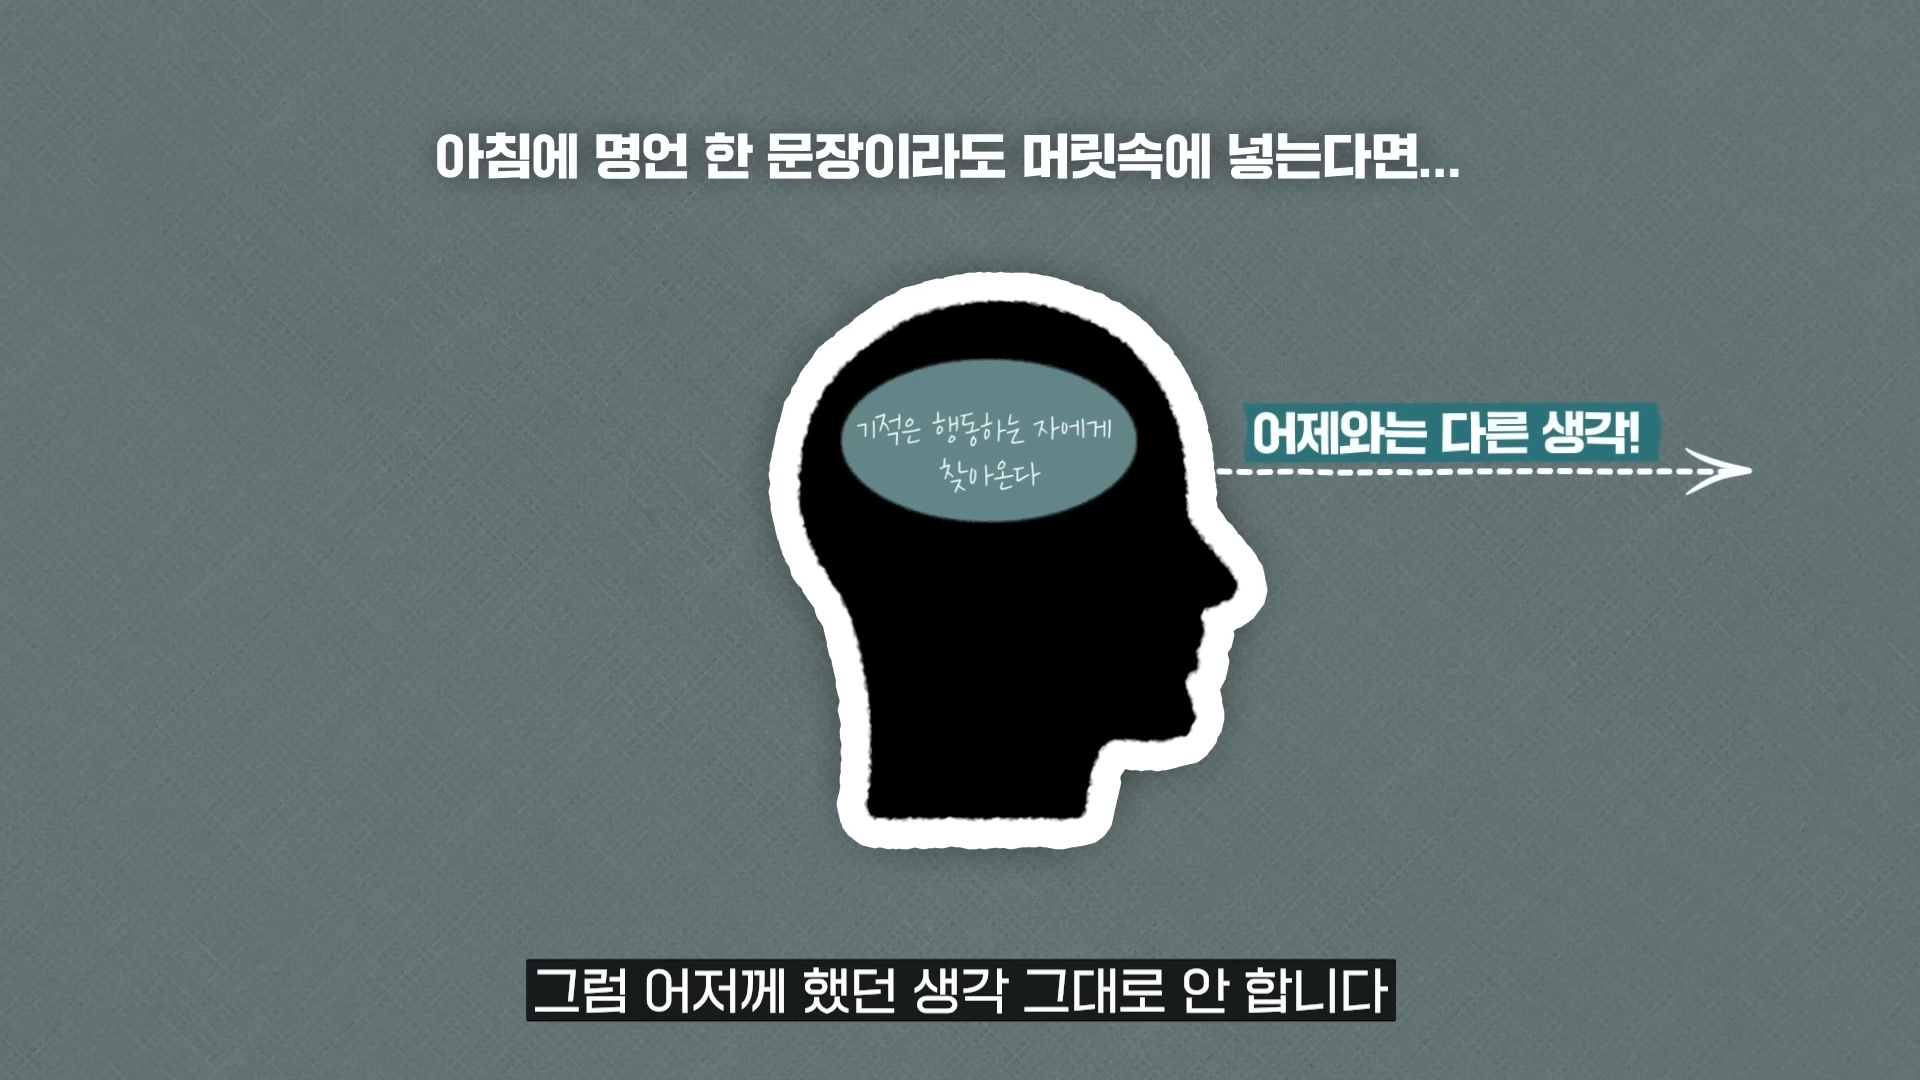 아침에 명언 한 문장이라도 머릿속에 넣는다면...
기적은 행동하는 자에게
찾아온다
어제와는 다른 생각!
그럼 어저께 했던 생각 그대로 안 합니다